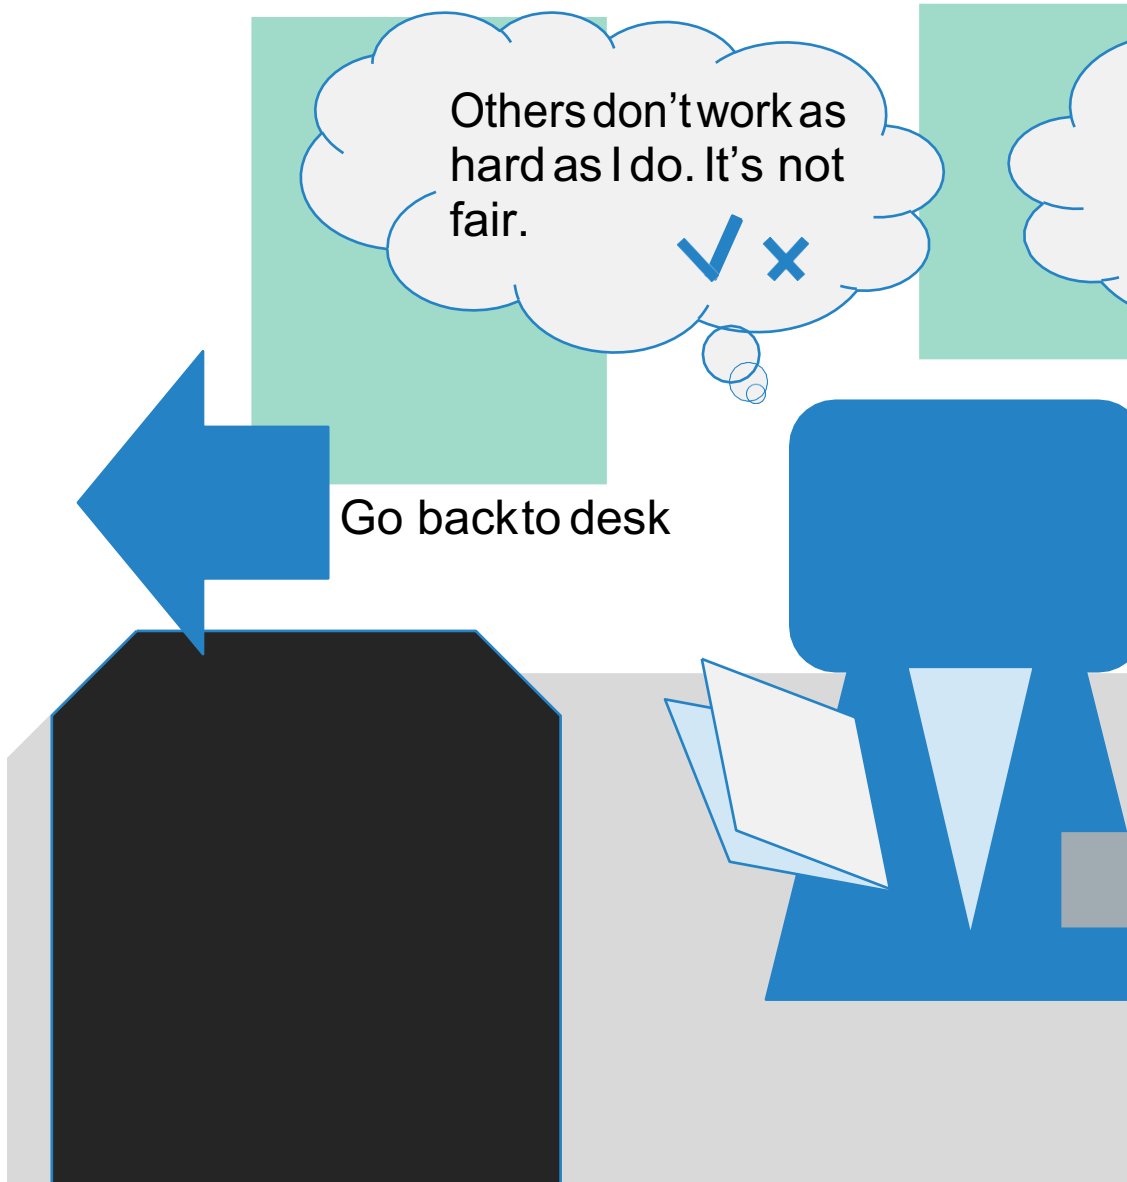 Others don’t work as
hard as I do. It’s not
fair.
Go back to desk